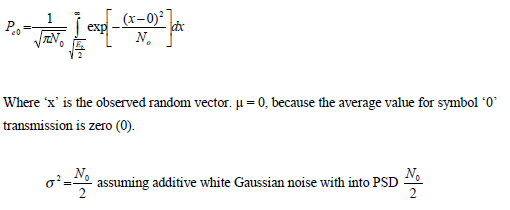 P_{e0} = \frac{1}{\sqrt{\pi N_0}} \int_{\sqrt{\frac{E_b}{2}}}^{\infty} \exp\left[-\frac{(x-0)^2}{N_o}\right] dx
Where ‘x’ is the observed random vector. μ = 0, because the average value for symbol ‘0’
transmission is zero (0).
\sigma^2 = \frac{N_0}{2} assuming additive white Gaussian noise with into PSD \frac{N_0}{2}